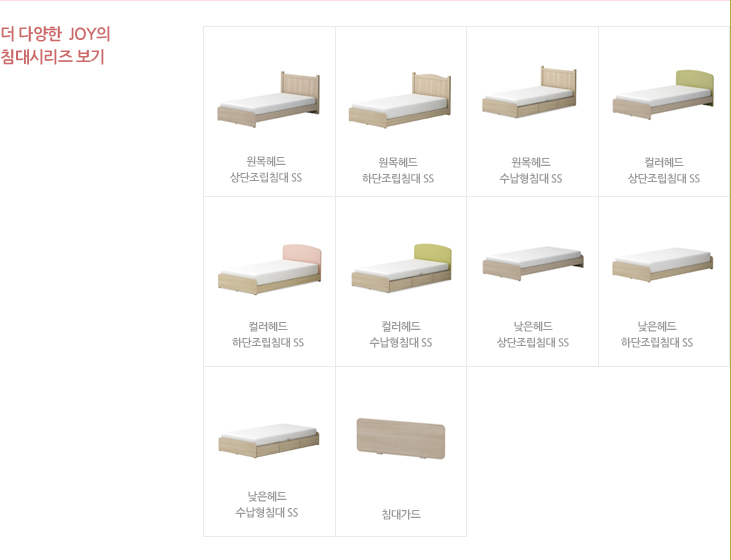 더 다양한 JOY의
침대시리즈 보기
원목헤드
상단조립침대 SS
원목헤드
하단조립침대 SS
원목헤드
수납형침대 SS
컬러헤드
상단조립침대 SS
컬러헤드
하단조립침대 SS
컬러헤드
수납형침대 SS
낮은헤드
상단조립침대 SS
낮은헤드
하단조립침대 SS
낮은헤드
수납형침대 SS
침대가드